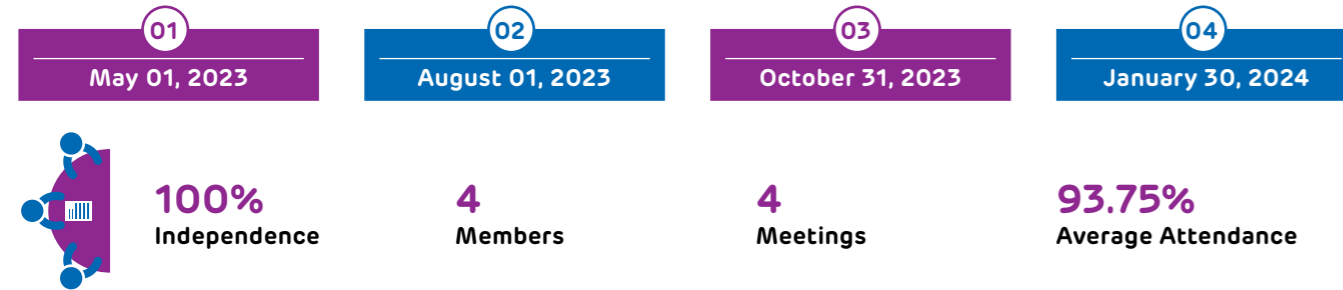 01
May 01, 2023
02
August 01, 2023
03
October 31, 2023
04
January 30, 2024
100%
Independence
4
Members
4
Meetings
93.75%
Average Attendance